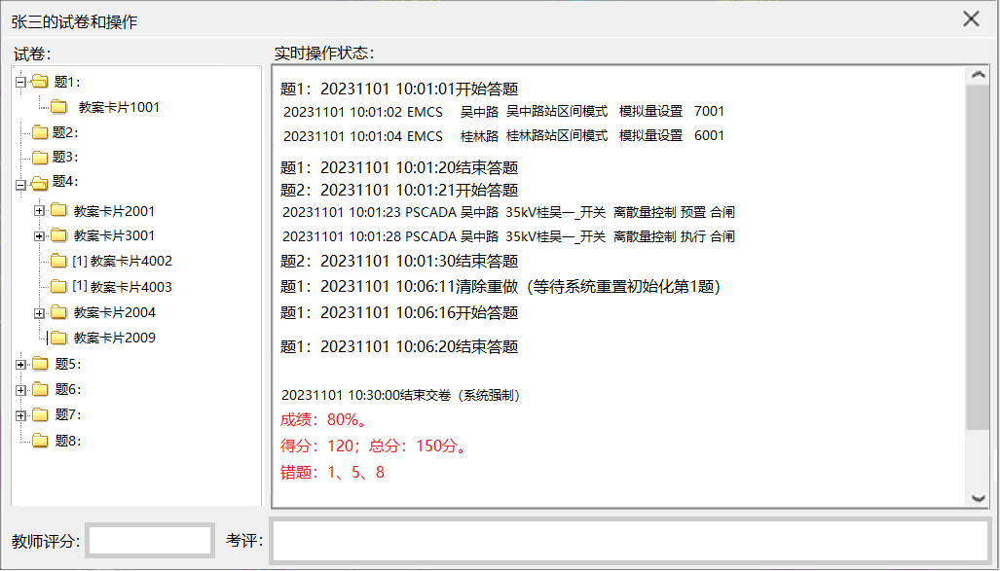 张三的试卷和操作
试卷：
题1：
教案卡片1001
题2：
题3：
题4：
教案卡片2001
教案卡片3001
[1] 教案卡片4002
[1] 教案卡片4003
教案卡片2004
教案卡片2009
题5：
题6：
题7：
题8：
实时操作状态：
题1：20231101 10:01:01开始答题
20231101 10:01:02 EMCS 吴中路 吴中路站区间模式 模拟量设置 7001
20231101 10:01:04 EMCS 桂林路 桂林路站区间模式 模拟量设置 6001
题1：20231101 10:01:20结束答题
题2：20231101 10:01:21开始答题
20231101 10:01:23 PSCADA 吴中路 35kV桂吴一_开关 离散量控制 预置 合闸
20231101 10:01:28 PSCADA 吴中路 35kV桂吴一_开关 离散量控制 执行 合闸
题2：20231101 10:01:30结束答题
题1：20231101 10:06:11清除重做（等待系统重置初始化第1题）
题1：20231101 10:06:16开始答题
题1：20231101 10:06:20结束答题
20231101 10:30:00结束交卷（系统强制）
成绩：80%。
得分：120；总分：150分。
错题：1、5、8
教师评分：
考评：